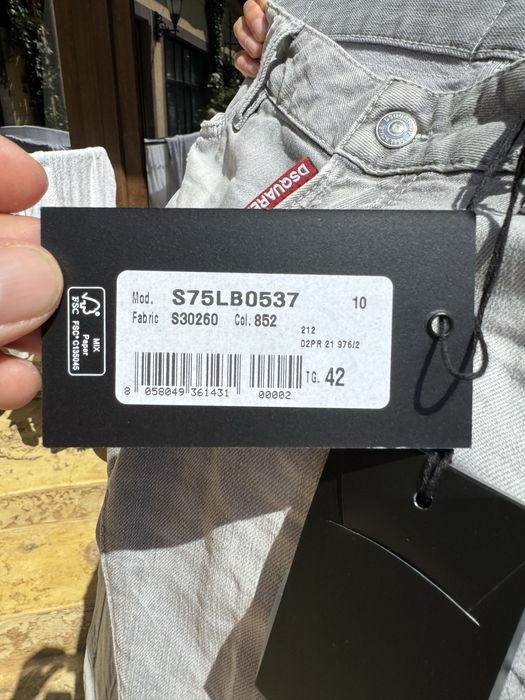 DSQUARE
Mod. S75LB0537 10
Fabric S30260 Col. 852
212
02PR 21 976/2
8 058049 361431 00002
TG. 42
FSC
MIX
Paper
FSC® C135045